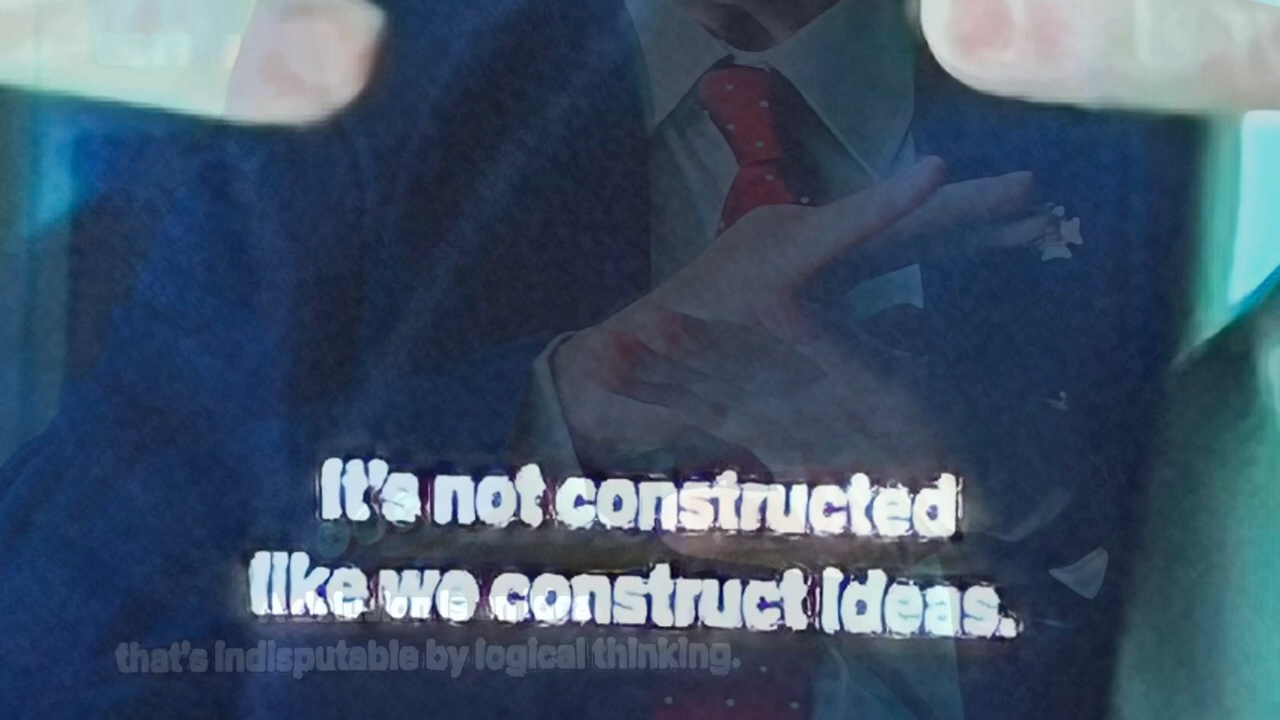 It's not constructed
like we construct ideas.
that's indisputable by logical thinking.